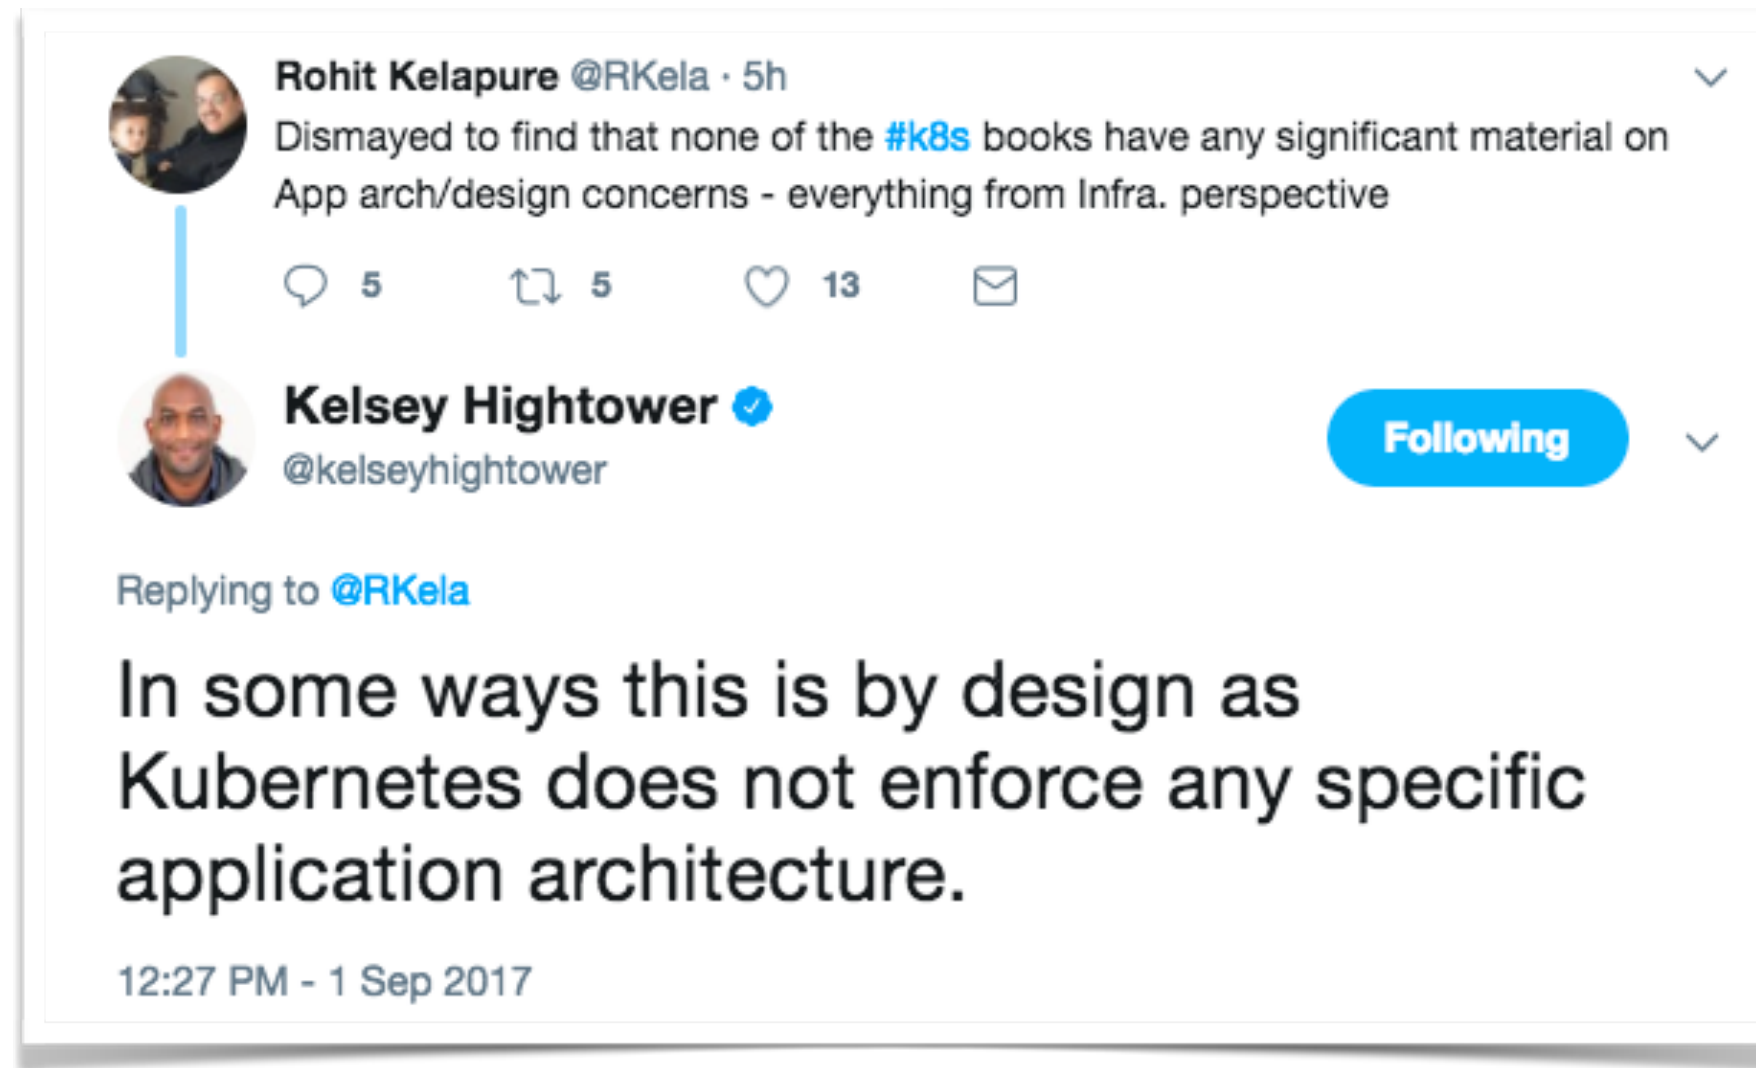 Rohit Kelapure @RKela · 5h
Dismayed to find that none of the #k8s books have any significant material on
App arch/design concerns - everything from Infra. perspective
5 5 13
Kelsey Hightower
@kelseyhightower
Following
Replying to @RKela
In some ways this is by design as
Kubernetes does not enforce any specific
application architecture.
12:27 PM - 1 Sep 2017